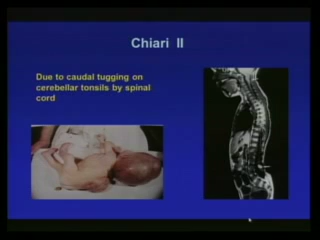 Chiari II
Due to caudal tugging on
cerebellar tonsils by spinal
cord